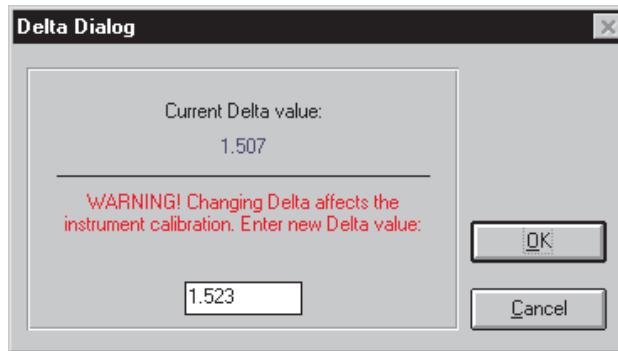 Delta Dialog
Current Delta value:
1.507
WARNING! Changing Delta affects the
instrument calibration. Enter new Delta value:
1.523
OK
Cancel